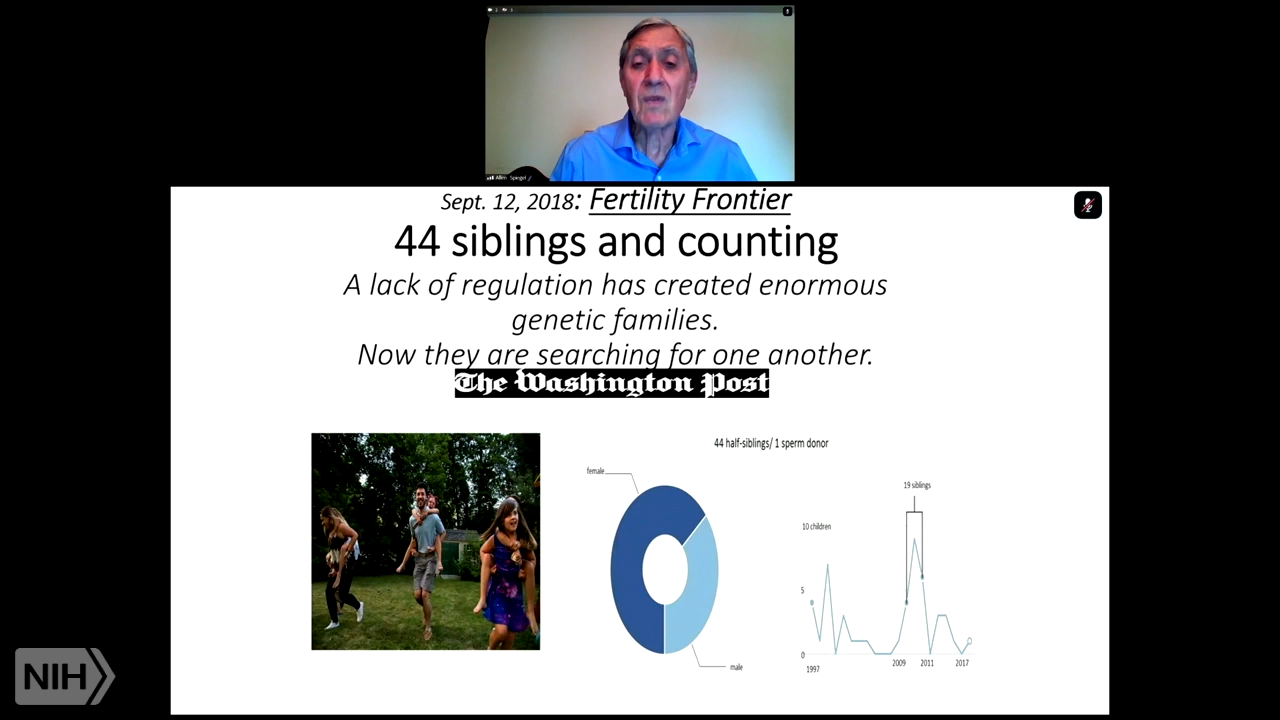 Allen Spiegel
Sept. 12, 2018: Fertility Frontier
44 siblings and counting
A lack of regulation has created enormous
genetic families.
Now they are searching for one another.
The Washington Post
44 half-siblings/ 1 sperm donor
female
male
19 siblings
10 children
5
0
1997
2009
2011
2017
NIH